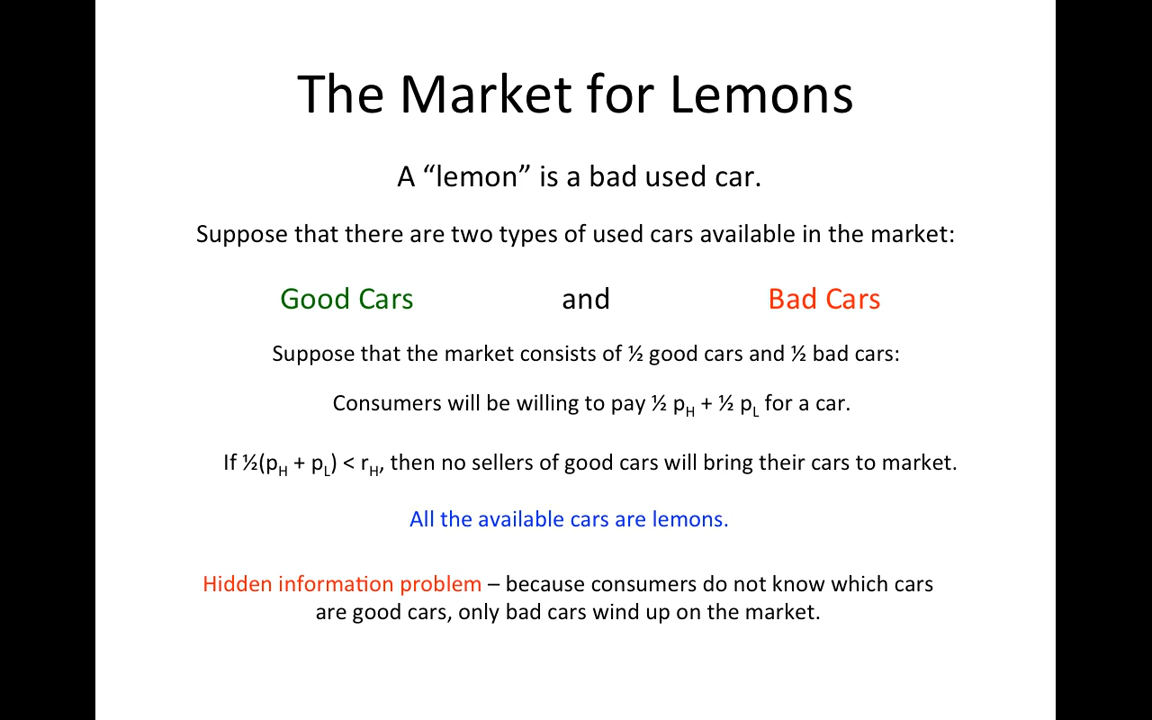 The Market for Lemons
A “lemon” is a bad used car.
Suppose that there are two types of used cars available in the market:
Good Cars and Bad Cars
Suppose that the market consists of ½ good cars and ½ bad cars:
Consumers will be willing to pay ½ pH + ½ pL for a car.
If ½(pH + pL) < rH, then no sellers of good cars will bring their cars to market.
All the available cars are lemons.
Hidden information problem – because consumers do not know which cars
are good cars, only bad cars wind up on the market.